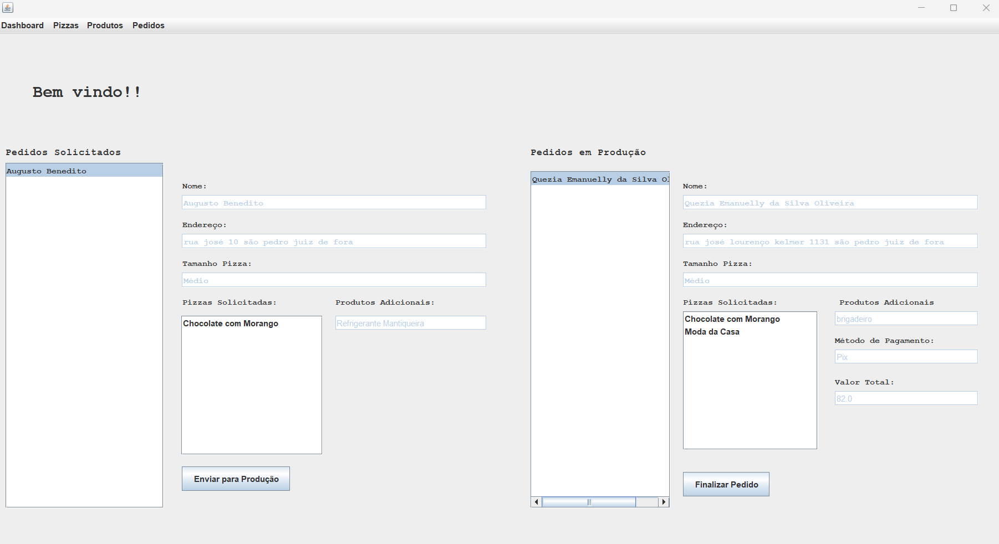 Dashboard Pizzas Produtos Pedidos
Bem vindo!!
Pedidos Solicitados
Augusto Benedito
Nome:
Augusto Benedito
Endereço:
rua josé 10 são pedro juiz de fora
Tamanho Pizza:
Médio
Pizzas Solicitadas:
Chocolate com Morango
Produtos Adicionais:
Refrigerante Mantiqueira
Enviar para Produção
Pedidos em Produção
Quezia Emanuelly da Silva Ol
Nome:
Quezia Emanuelly da Silva Oliveira
Endereço:
rua josé lourenço kelmer 1131 são pedro juiz de fora
Tamanho Pizza:
Médio
Pizzas Solicitadas:
Chocolate com Morango
Moda da Casa
Produtos Adicionais
brigadeiro
Método de Pagamento:
Pix
Valor Total:
82.0
Finalizar Pedido